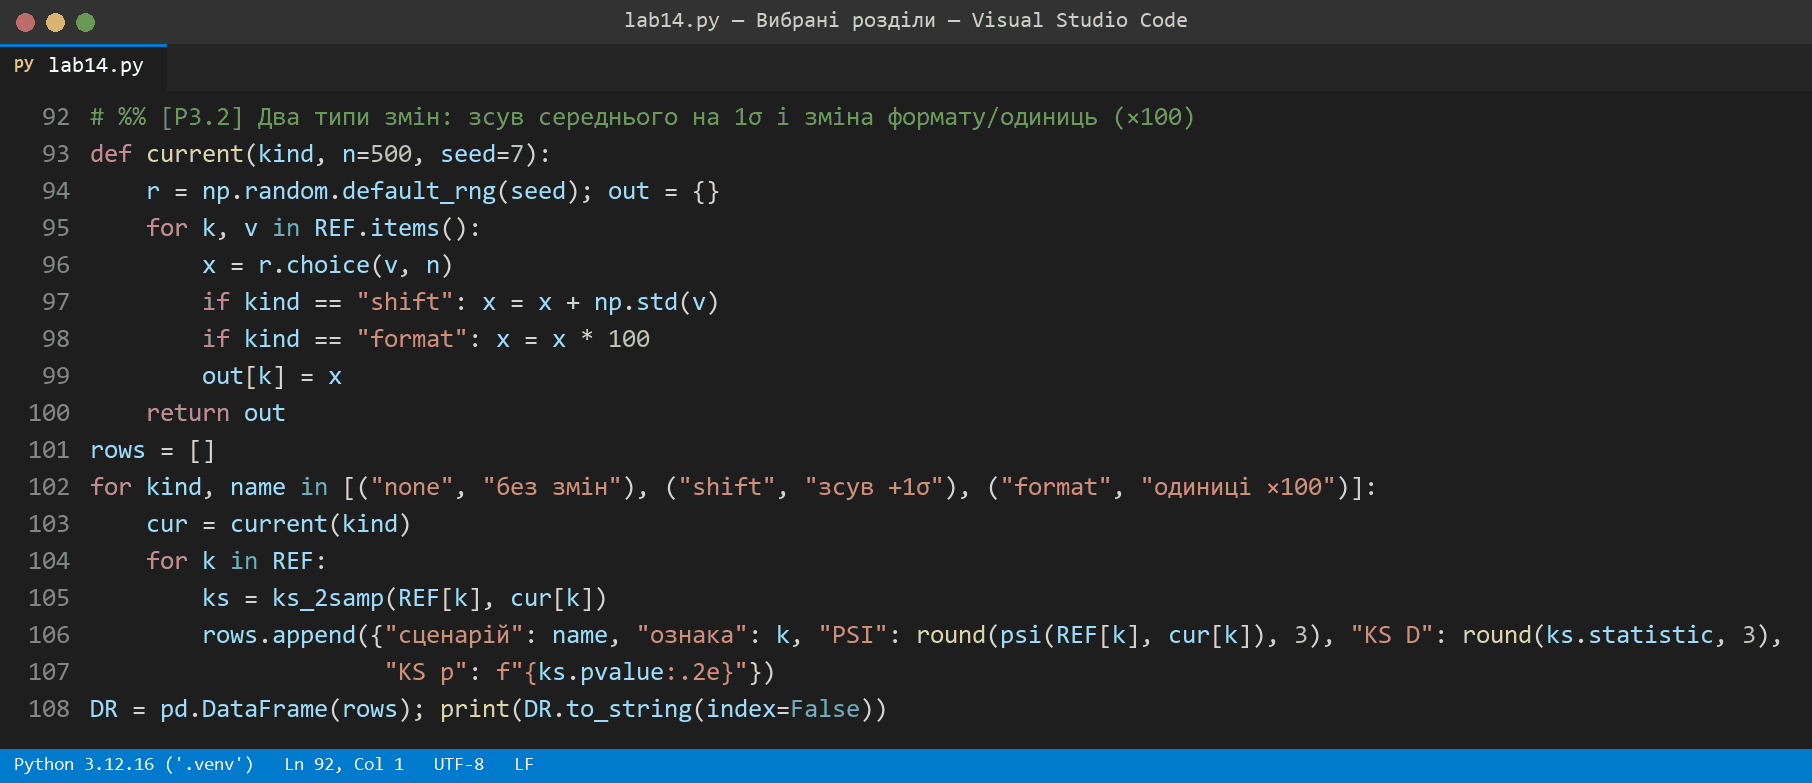 lab14.py — Вибрані розділи — Visual Studio Code
py lab14.py
92 # %% [P3.2] Два типи змін: зсув середнього на 1σ і зміна формату/одиниць (×100)
93 def current(kind, n=500, seed=7):
94     r = np.random.default_rng(seed); out = {}
95     for k, v in REF.items():
96         x = r.choice(v, n)
97         if kind == "shift": x = x + np.std(v)
98         if kind == "format": x = x * 100
99         out[k] = x
100     return out
101 rows = []
102 for kind, name in [("none", "без змін"), ("shift", "зсув +1σ"), ("format", "одиниці ×100")]:
103     cur = current(kind)
104     for k in REF:
105         ks = ks_2samp(REF[k], cur[k])
106         rows.append({"сценарій": name, "ознака": k, "PSI": round(psi(REF[k], cur[k]), 3), "KS D": round(ks.statistic, 3),
107                      "KS p": f"{ks.pvalue:.2e}"})
108 DR = pd.DataFrame(rows); print(DR.to_string(index=False))
Python 3.12.16 ('.venv') Ln 92, Col 1 UTF-8 LF